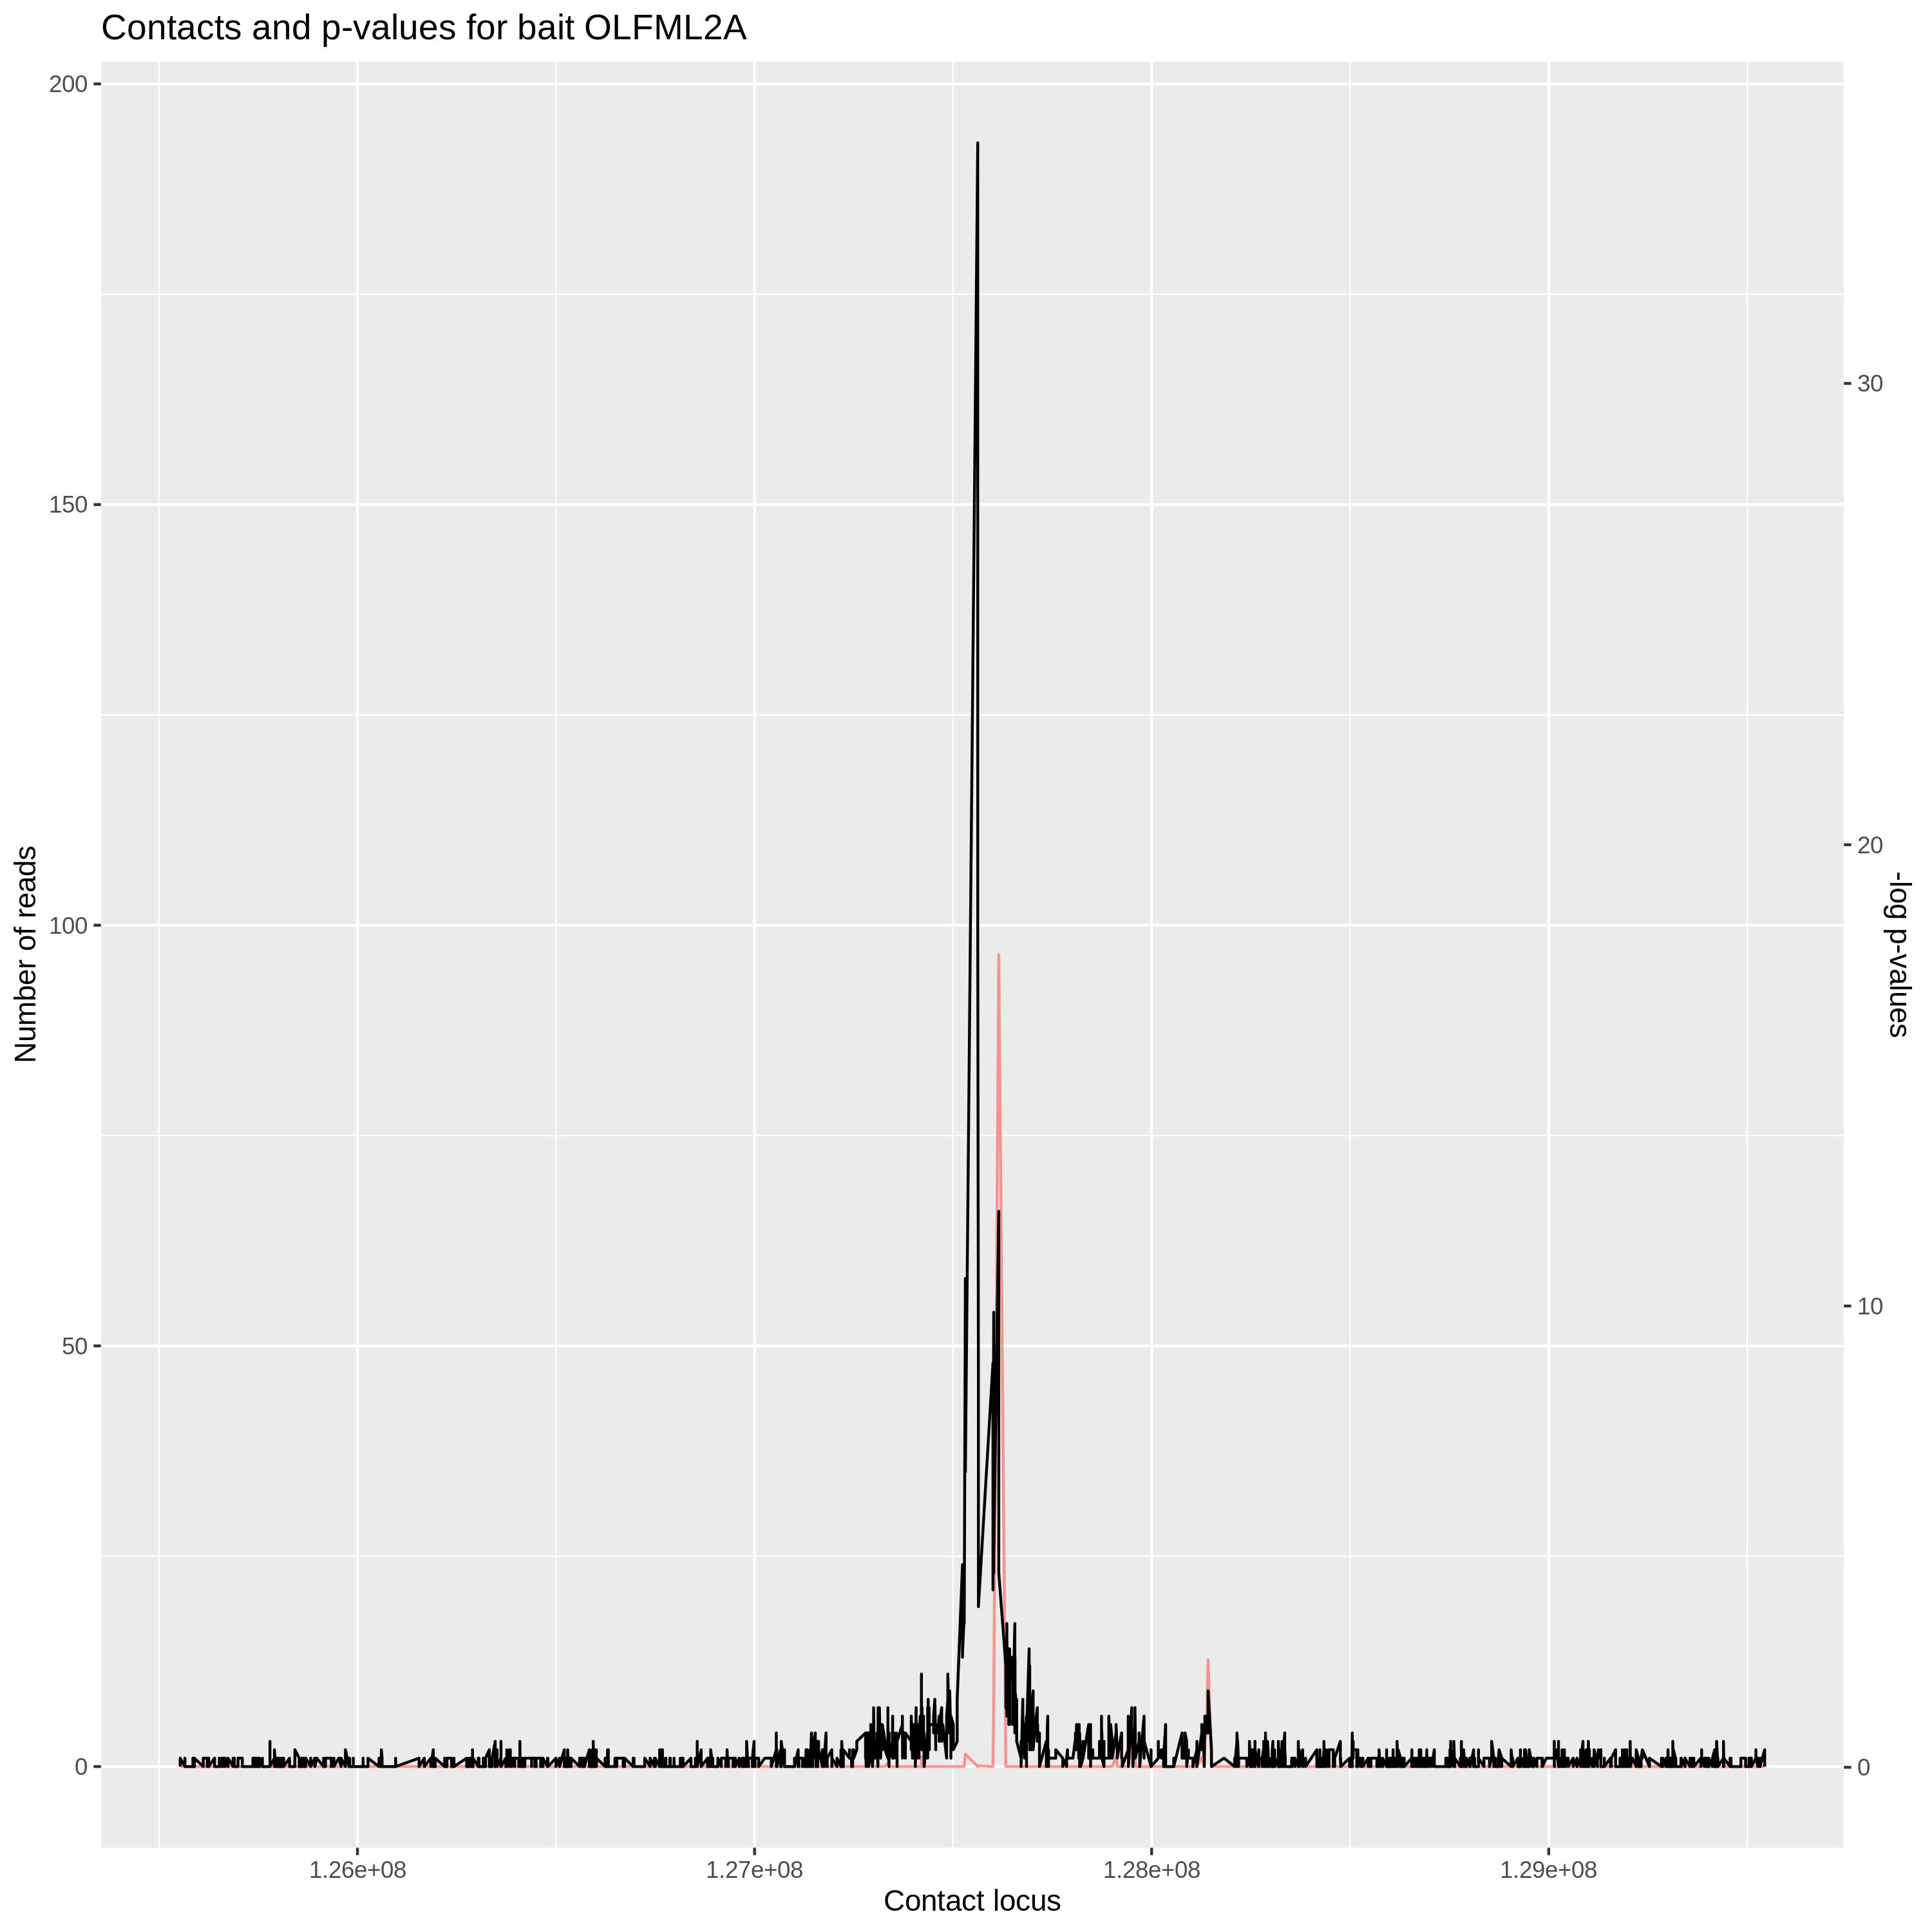 Contacts and p-values for bait OLFML2A
200
150
100
50
0
Number of reads
30
20
10
0
-log p-values
1.26e+08
1.27e+08
1.28e+08
1.29e+08
Contact locus